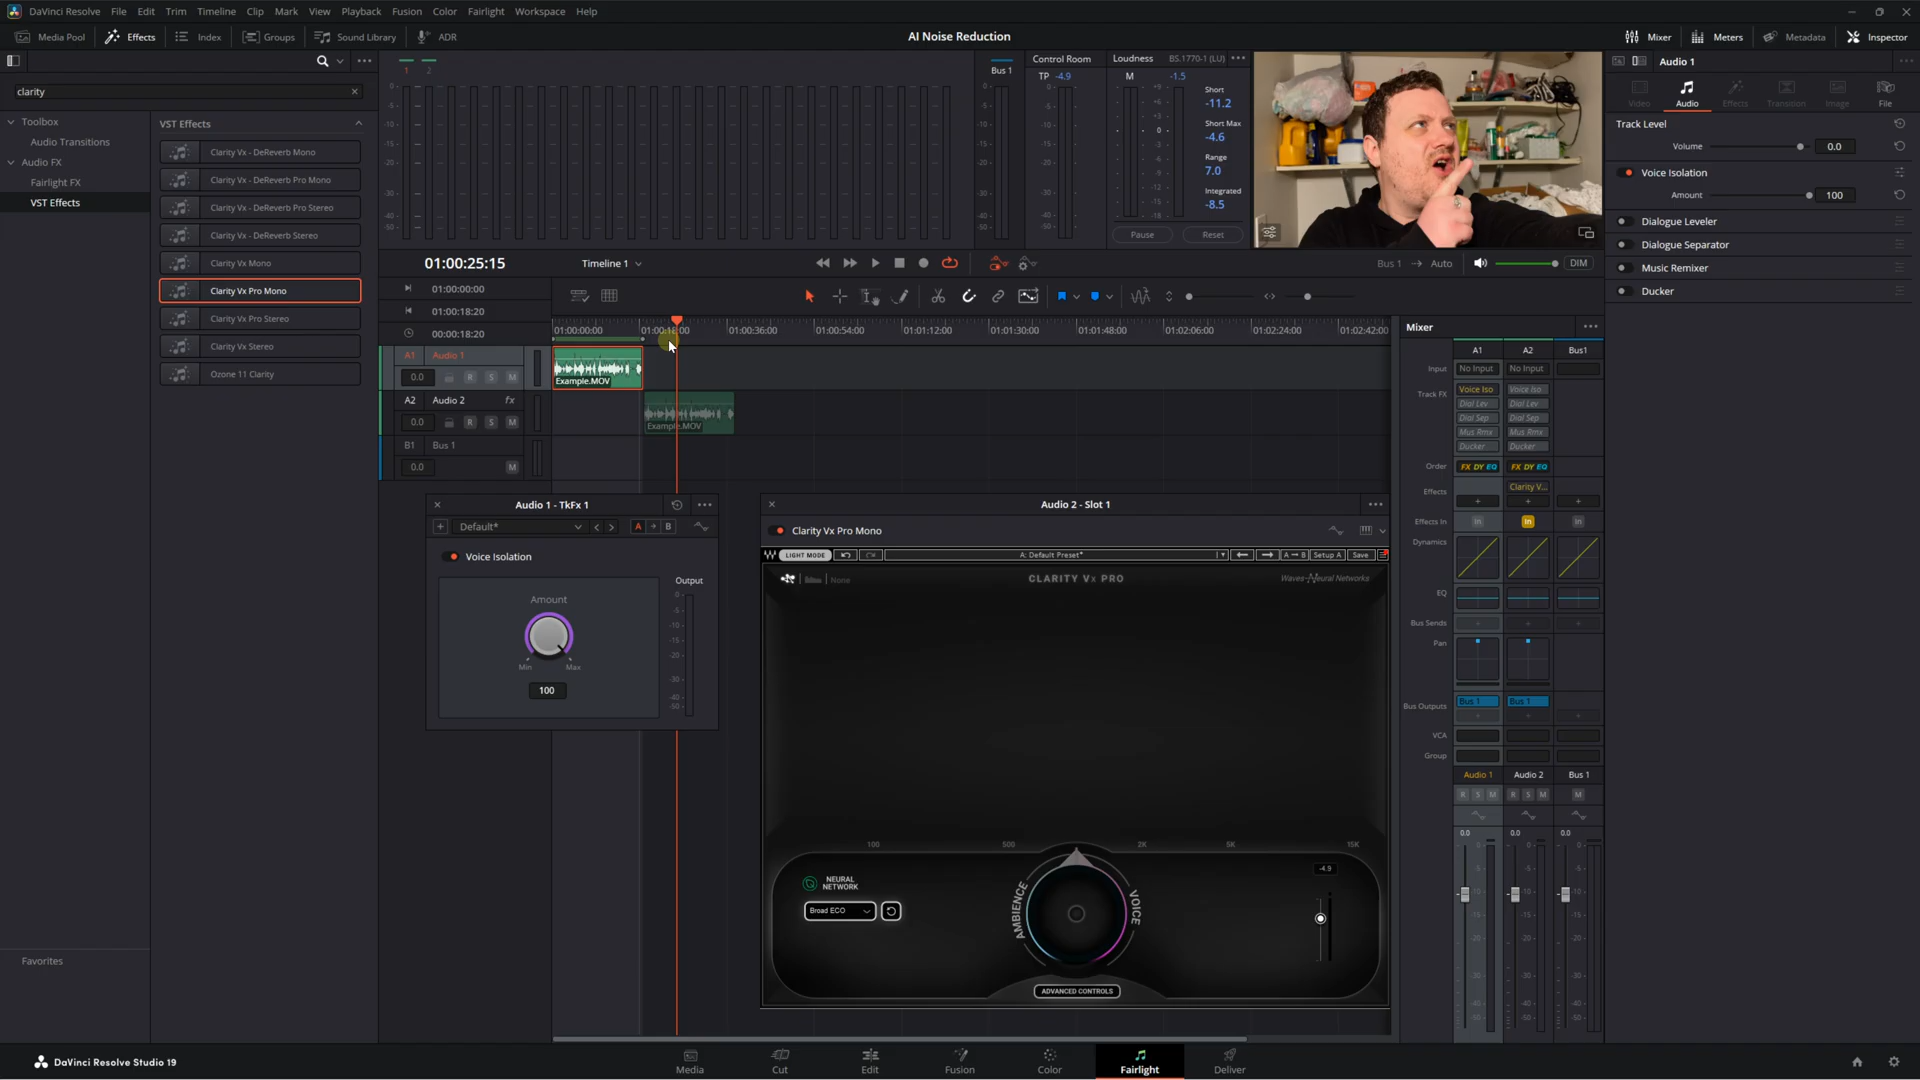 DaVinci Resolve File Edit Trim Timeline Clip Mark View Playback Fusion Color Fairlight Workspace Help
Media Pool Effects Index Groups Sound Library ADR AI Noise Reduction Mixer Meters Metadata Inspector
clarity
Toolbox
Audio Transitions
Audio FX
Fairlight FX
VST Effects
Favorites
VST Effects
Clarity Vx - DeReverb Mono
Clarity Vx - DeReverb Pro Mono
Clarity Vx - DeReverb Pro Stereo
Clarity Vx - DeReverb Stereo
Clarity Vx Mono
Clarity Vx Pro Mono
Clarity Vx Pro Stereo
Clarity Vx Stereo
Ozone 11 Clarity
1 2
Bus 1
Control Room
TP -4.9
Loudness BS.1770-1 (LU)
M -1.5
Short
-11.2
Short Max
-4.6
Range
7.0
Integrated
-8.5
Pause Reset
Audio 1
Video Audio Effects Transition Image File
Track Level
Volume 0.0
Voice Isolation
Amount 100
Dialogue Leveler
Dialogue Separator
Music Remixer
Ducker
01:00:25:15 Timeline 1 Bus 1 Auto DIM
01:00:00:00
01:00:18:20
00:00:18:20
01:00:00:00 01:00:18:00 01:00:36:00 01:00:54:00 01:01:12:00 01:01:30:00 01:01:48:00 01:02:06:00 01:02:24:00 01:02:42:00
A1 Audio 1
0.0 R S M
Example.MOV
A2 Audio 2 fx
0.0 R S M
Example.MOV
B1 Bus 1
0.0 M
Audio 1 - TkFx 1
Default* A B
Voice Isolation
Amount
Min Max
100
Output
0
-5
-10
-15
-20
-30
-40
-50
Audio 2 - Slot 1
Clarity Vx Pro Mono
LIGHT MODE A: Default Preset* A→B Setup A Save
None CLARITY Vx PRO Waves Neural Networks
100 500 2K 5K 15K
NEURAL
NETWORK
Broad ECO
AMBIENCE VOICE
-4.9
ADVANCED CONTROLS
Mixer
A1 A2 Bus1
Input No Input No Input
Track FX Voice Iso Voice Iso
Dial Lev Dial Lev
Dial Sep Dial Sep
Mus Rmx Mus Rmx
Ducker Ducker
Order FX DY EQ FX DY EQ
Effects Clarity V...
Effects In In In In
Dynamics
EQ
Bus Sends
Pan
Bus Outputs Bus 1 Bus 1
VCA
Group
Audio 1 Audio 2 Bus 1
R S M R S M M
0.0 0.0 0.0
DaVinci Resolve Studio 19
Media Cut Edit Fusion Color Fairlight Deliver